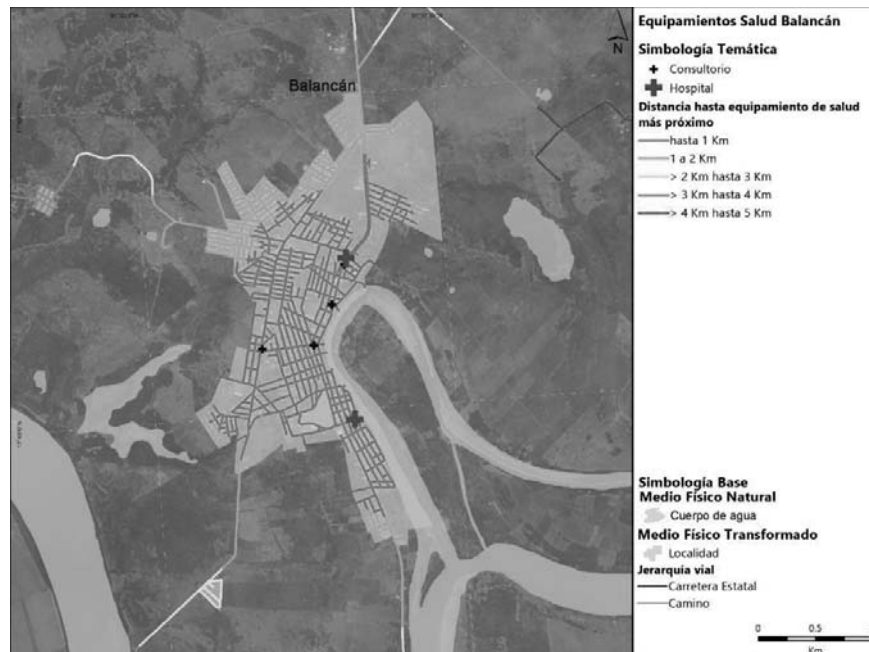 Balancán
N
Equipamientos Salud Balancán
Simbología Temática
Consultorio
Hospital
Distancia hasta equipamiento de salud
más próximo
hasta 1 Km
1 a 2 Km
> 2 Km hasta 3 Km
> 3 Km hasta 4 Km
> 4 Km hasta 5 Km
Simbología Base
Medio Físico Natural
Cuerpo de agua
Medio Físico Transformado
Localidad
Jerarquía vial
Carretera Estatal
Camino
0 0.5
Km